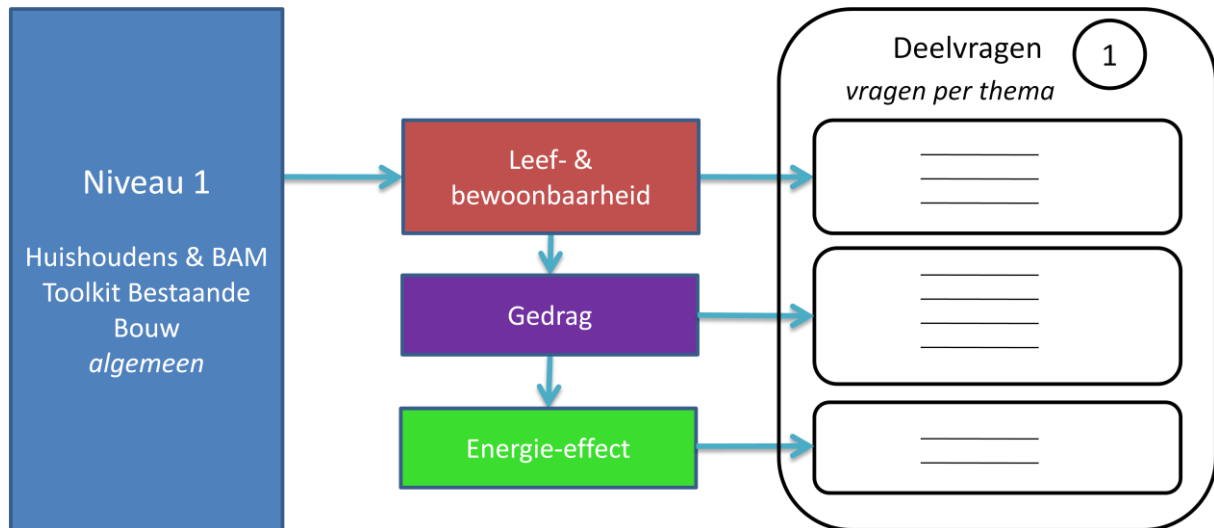 Niveau 1
Huishoudens & BAM
Toolkit Bestaande
Bouw
algemeen
Leef- &
bewoonbaarheid
Gedrag
Energie-effect
Deelvragen
1
vragen per thema